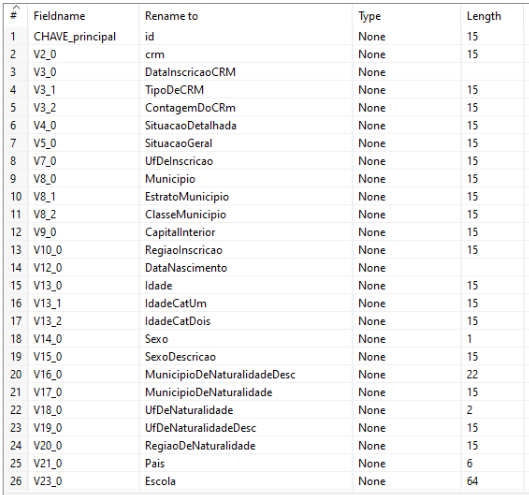 # Fieldname Rename to Type Length
1 CHAVE_principal id None 15
2 V2_0 crm None 15
3 V3_0 DataInscricaoCRM None
4 V3_1 TipoDeCRM None 15
5 V3_2 ContagemDoCRm None 15
6 V4_0 SituacaoDetalhada None 15
7 V5_0 SituacaoGeral None 15
8 V7_0 UfDeInscricao None 15
9 V8_0 Municipio None 15
10 V8_1 EstratoMunicipio None 15
11 V8_2 ClasseMunicipio None 15
12 V9_0 CapitalInterior None 15
13 V10_0 RegiaoInscricao None 15
14 V12_0 DataNascimento None
15 V13_0 Idade None 15
16 V13_1 IdadeCatUm None 15
17 V13_2 IdadeCatDois None 15
18 V14_0 Sexo None 1
19 V15_0 SexoDescricao None 15
20 V16_0 MunicipioDeNaturalidadeDesc None 22
21 V17_0 MunicipioDeNaturalidade None 15
22 V18_0 UfDeNaturalidade None 2
23 V19_0 UfDeNaturalidadeDesc None 15
24 V20_0 RegiaoDeNaturalidade None 15
25 V21_0 Pais None 6
26 V23_0 Escola None 64